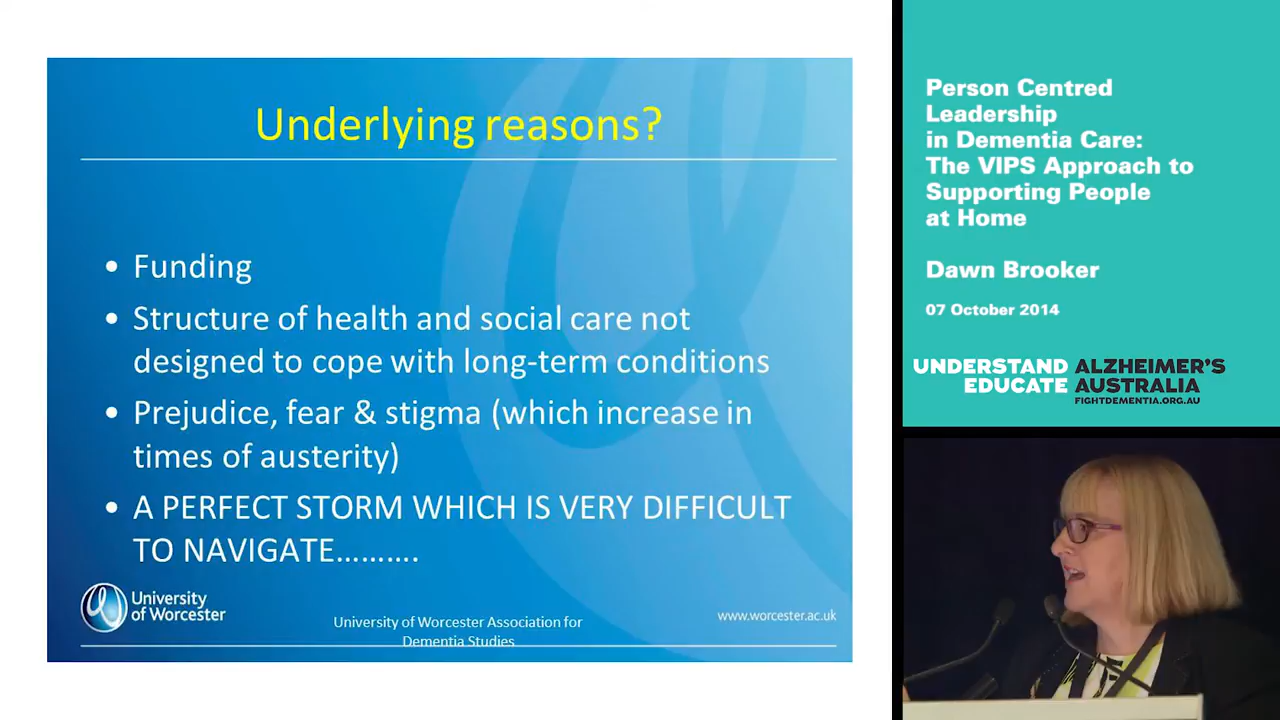 Underlying reasons?
• Funding
• Structure of health and social care not
designed to cope with long-term conditions
• Prejudice, fear & stigma (which increase in
times of austerity)
• A PERFECT STORM WHICH IS VERY DIFFICULT
TO NAVIGATE……….
University
of Worcester
University of Worcester Association for
Dementia Studies
www.worcester.ac.uk
Person Centred
Leadership
in Dementia Care:
The VIPS Approach to
Supporting People
at Home
Dawn Brooker
07 October 2014
UNDERSTAND ALZHEIMER'S
EDUCATE AUSTRALIA
FIGHTDEMENTIA.ORG.AU